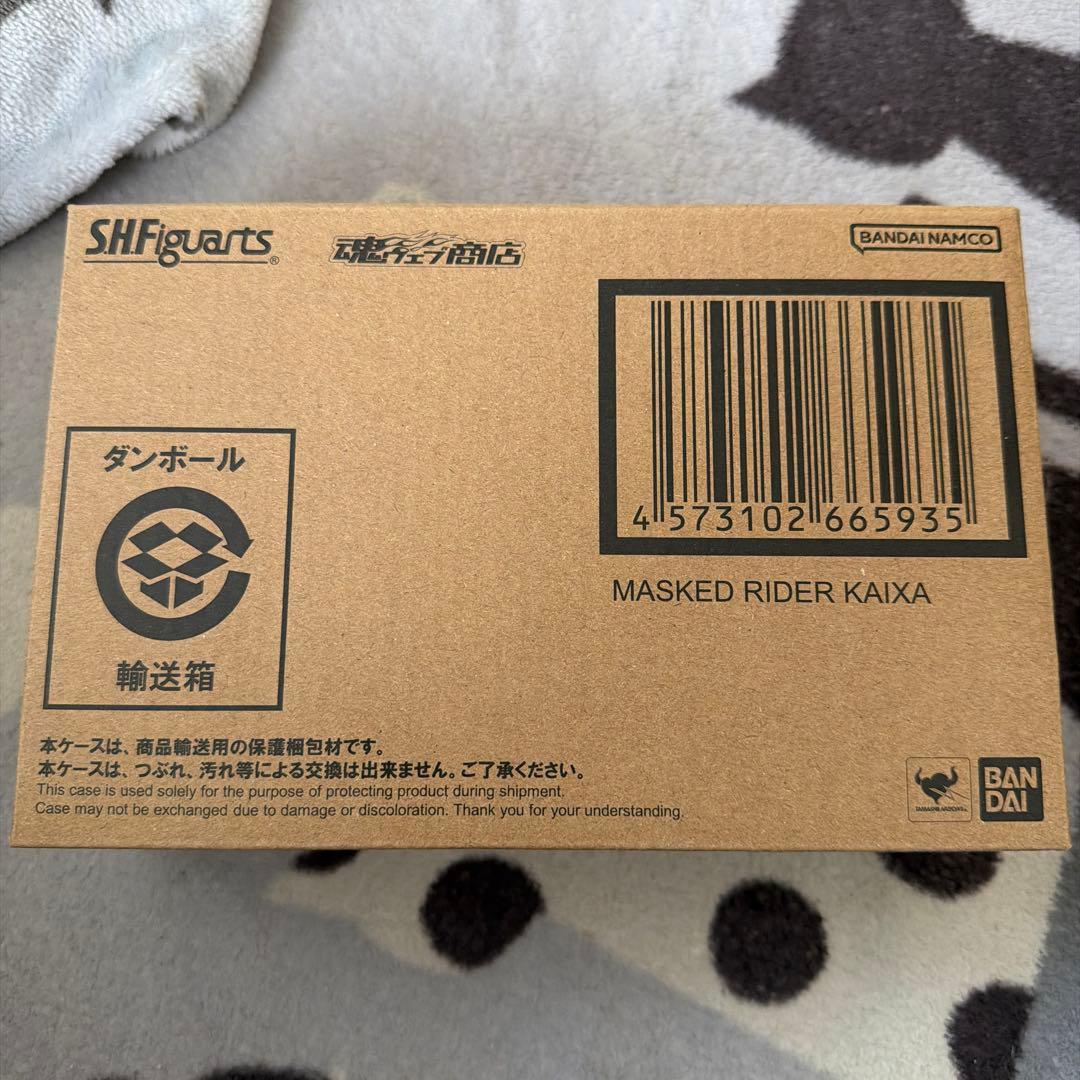 S.H.Figuarts®
魂ウェブ商店
BANDAI NAMCO
4 573102 665935
MASKED RIDER KAIXA
ダンボール
輸送箱
本ケースは、商品輸送用の保護梱包材です。
本ケースは、つぶれ、汚れ等による交換は出来ません。ご了承ください。
This case is used solely for the purpose of protecting product during shipment.
Case may not be exchanged due to damage or discoloration. Thank you for your understanding.
TAMASHII NATIONS
BAN
DAI